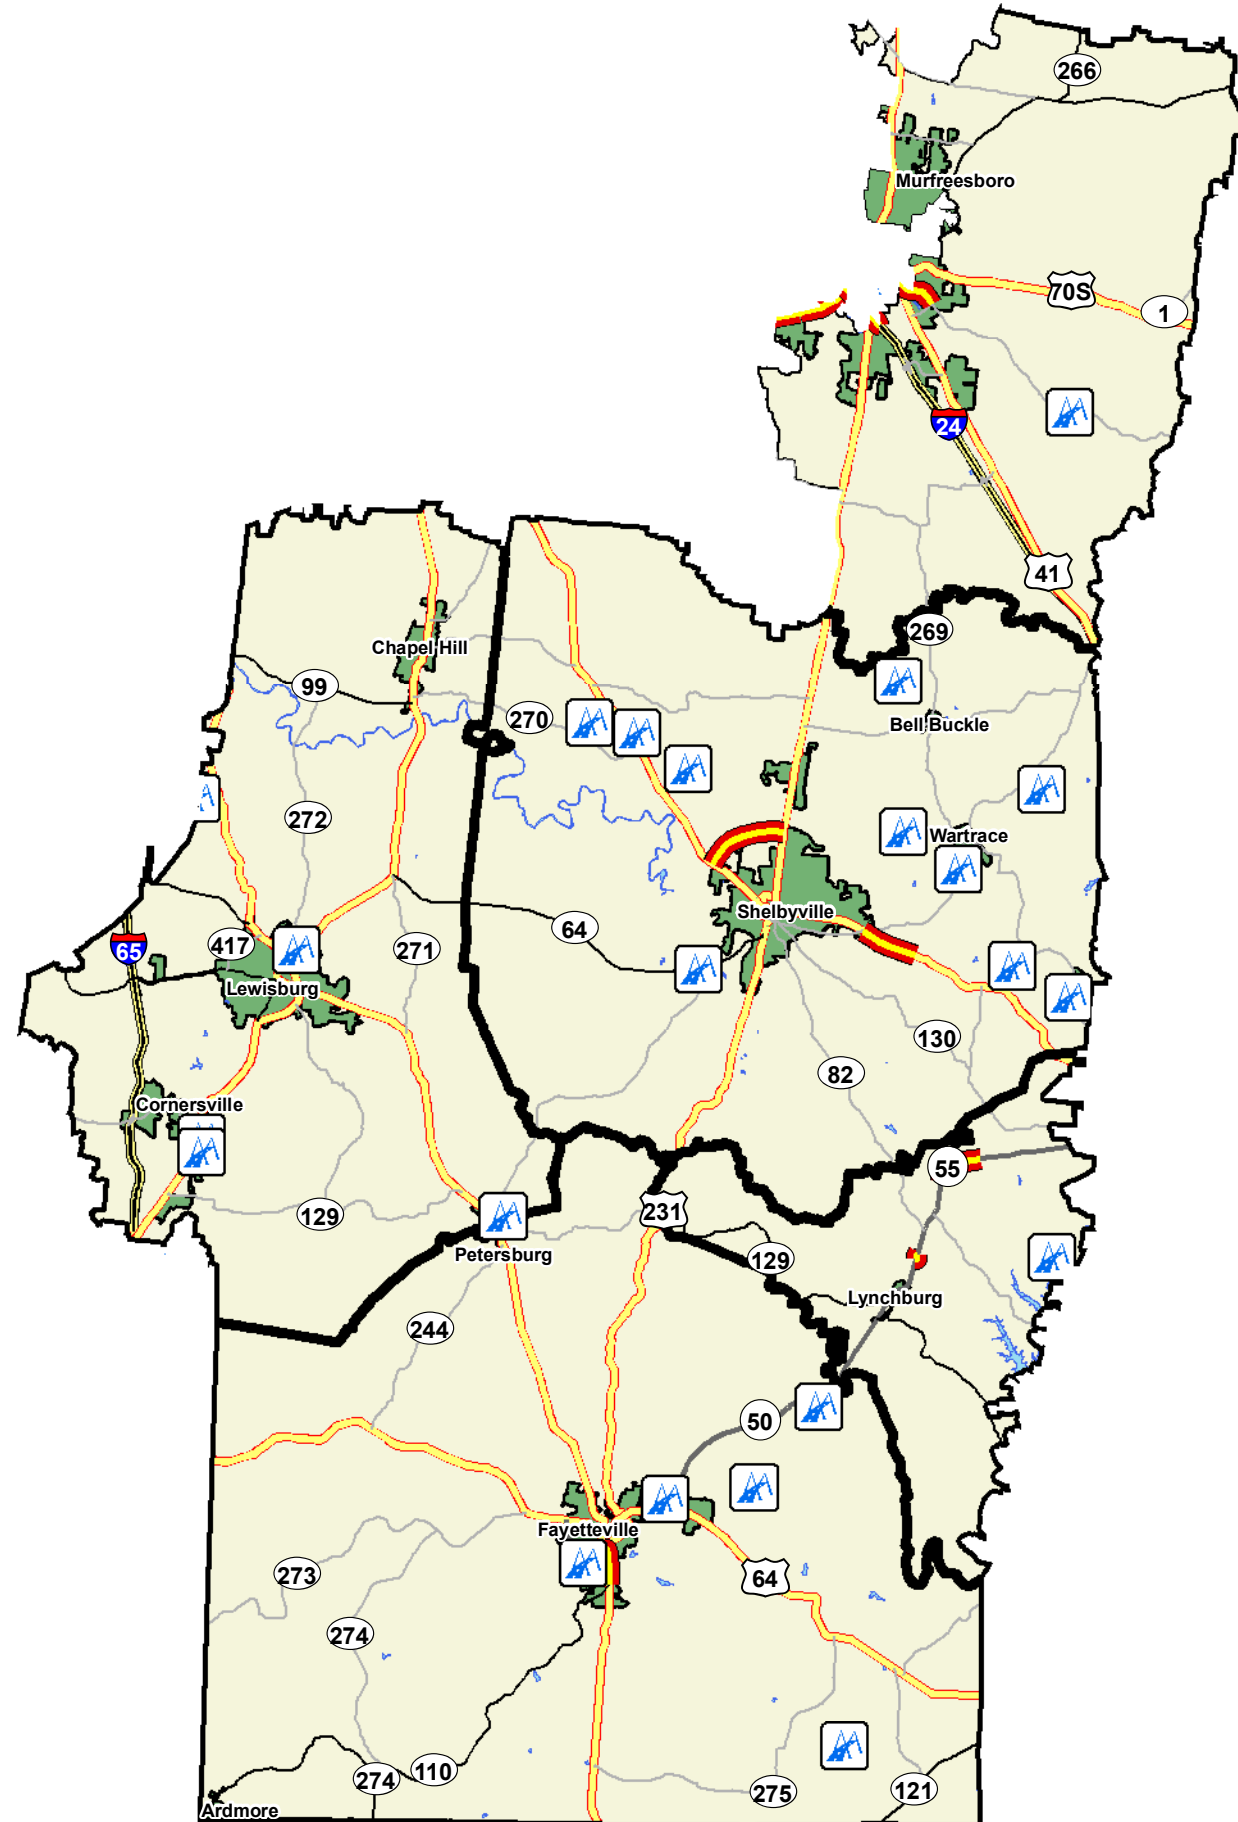 266
Murfreesboro
70S
1
24
41
269
Chapel Hill
99
270
Bell Buckle
272
Wartrace
Shelbyville
64
417
65
271
Lewisburg
130
82
Cornersville
55
129
231
Petersburg
129
Lynchburg
244
50
Fayetteville
273
64
274
110
274
275
121
Ardmore